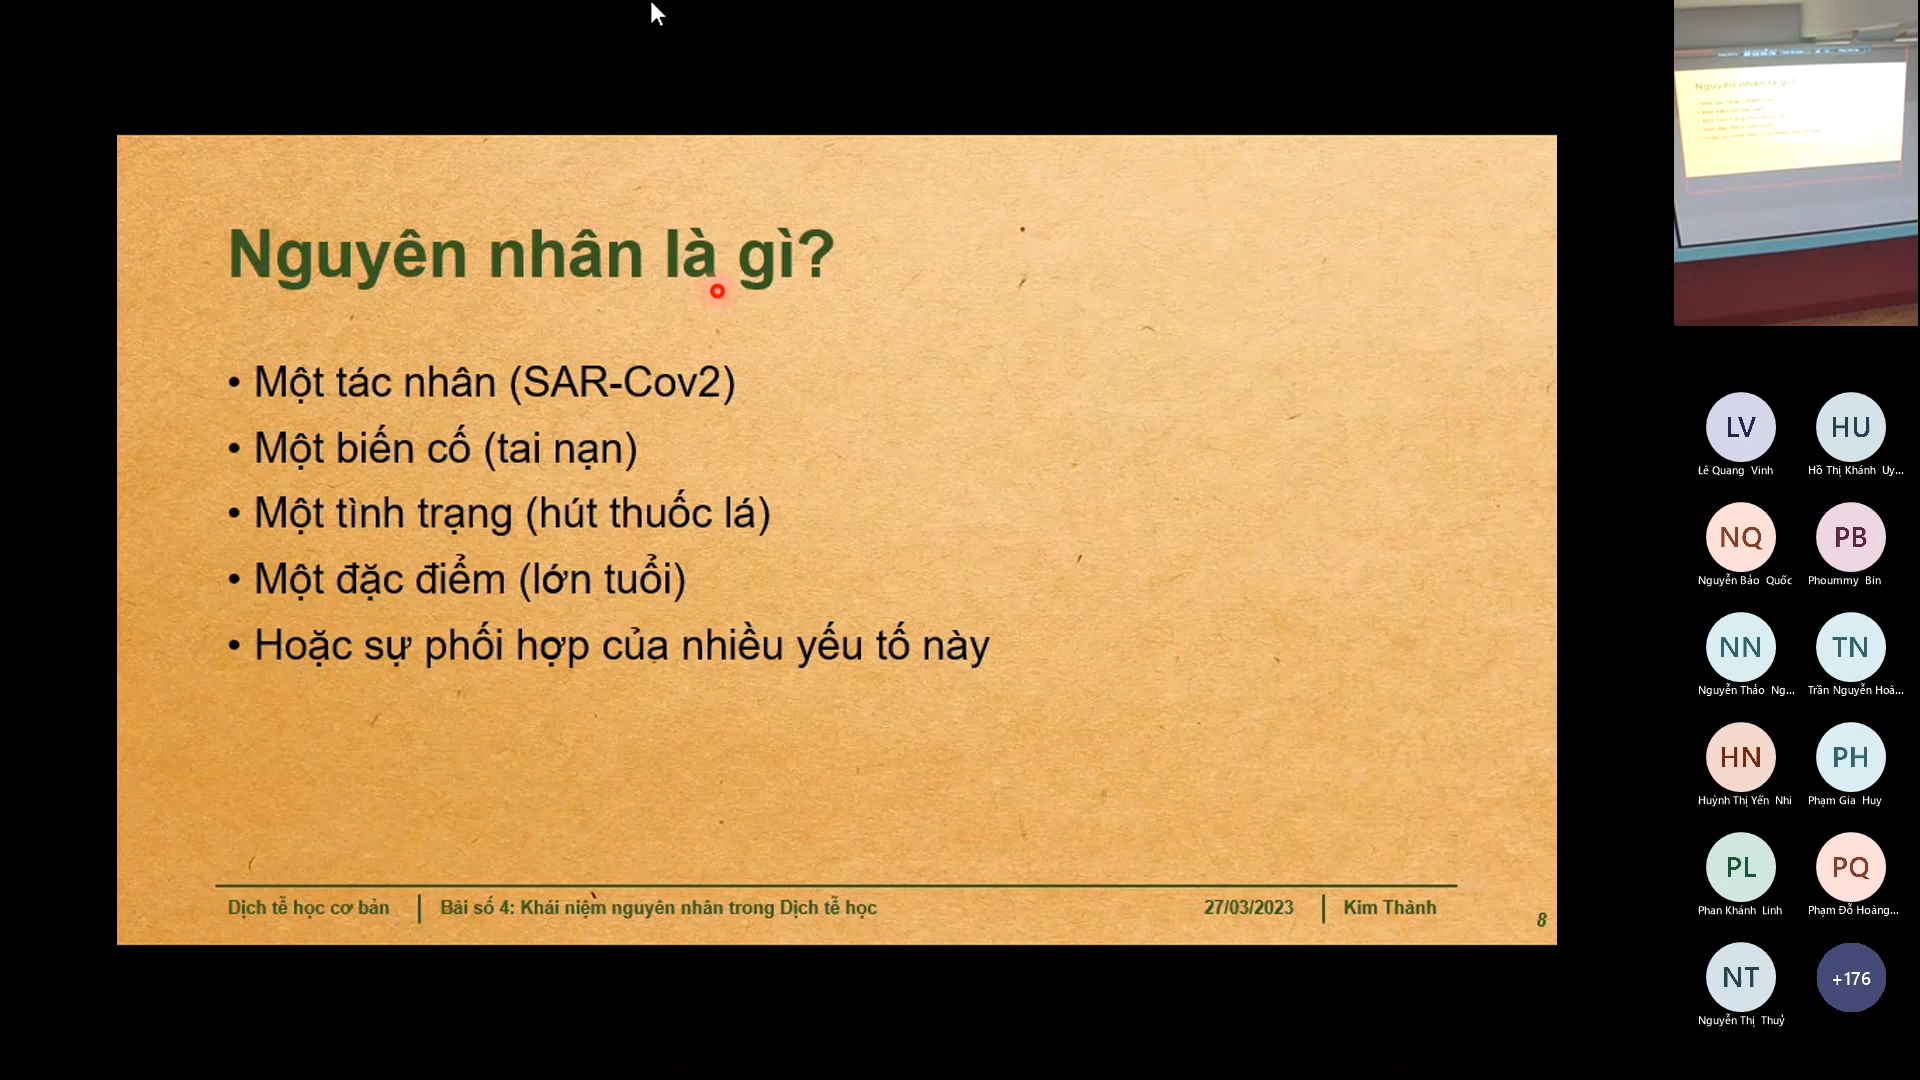 Nguyên nhân là gì?
• Một tác nhân (SAR-Cov2)
• Một biến cố (tai nạn)
• Một tình trạng (hút thuốc lá)
• Một đặc điểm (lớn tuổi)
• Hoặc sự phối hợp của nhiều yếu tố này
Dịch tễ học cơ bản
Bài số 4: Khái niệm nguyên nhân trong Dịch tễ học
27/03/2023
Kim Thành
8
Nguyên nhân là gì?
LV
HU
Lê Quang Vinh
Hồ Thị Khánh Uy...
NQ
PB
Nguyễn Bảo Quốc
Phoummy Bin
NN
TN
Nguyễn Thảo Ng...
Trần Nguyễn Hoà...
HN
PH
Huỳnh Thị Yến Nhi
Phạm Gia Huy
PL
PQ
Phan Khánh Linh
Phạm Đỗ Hoàng...
NT
+176
Nguyễn Thị Thuỷ